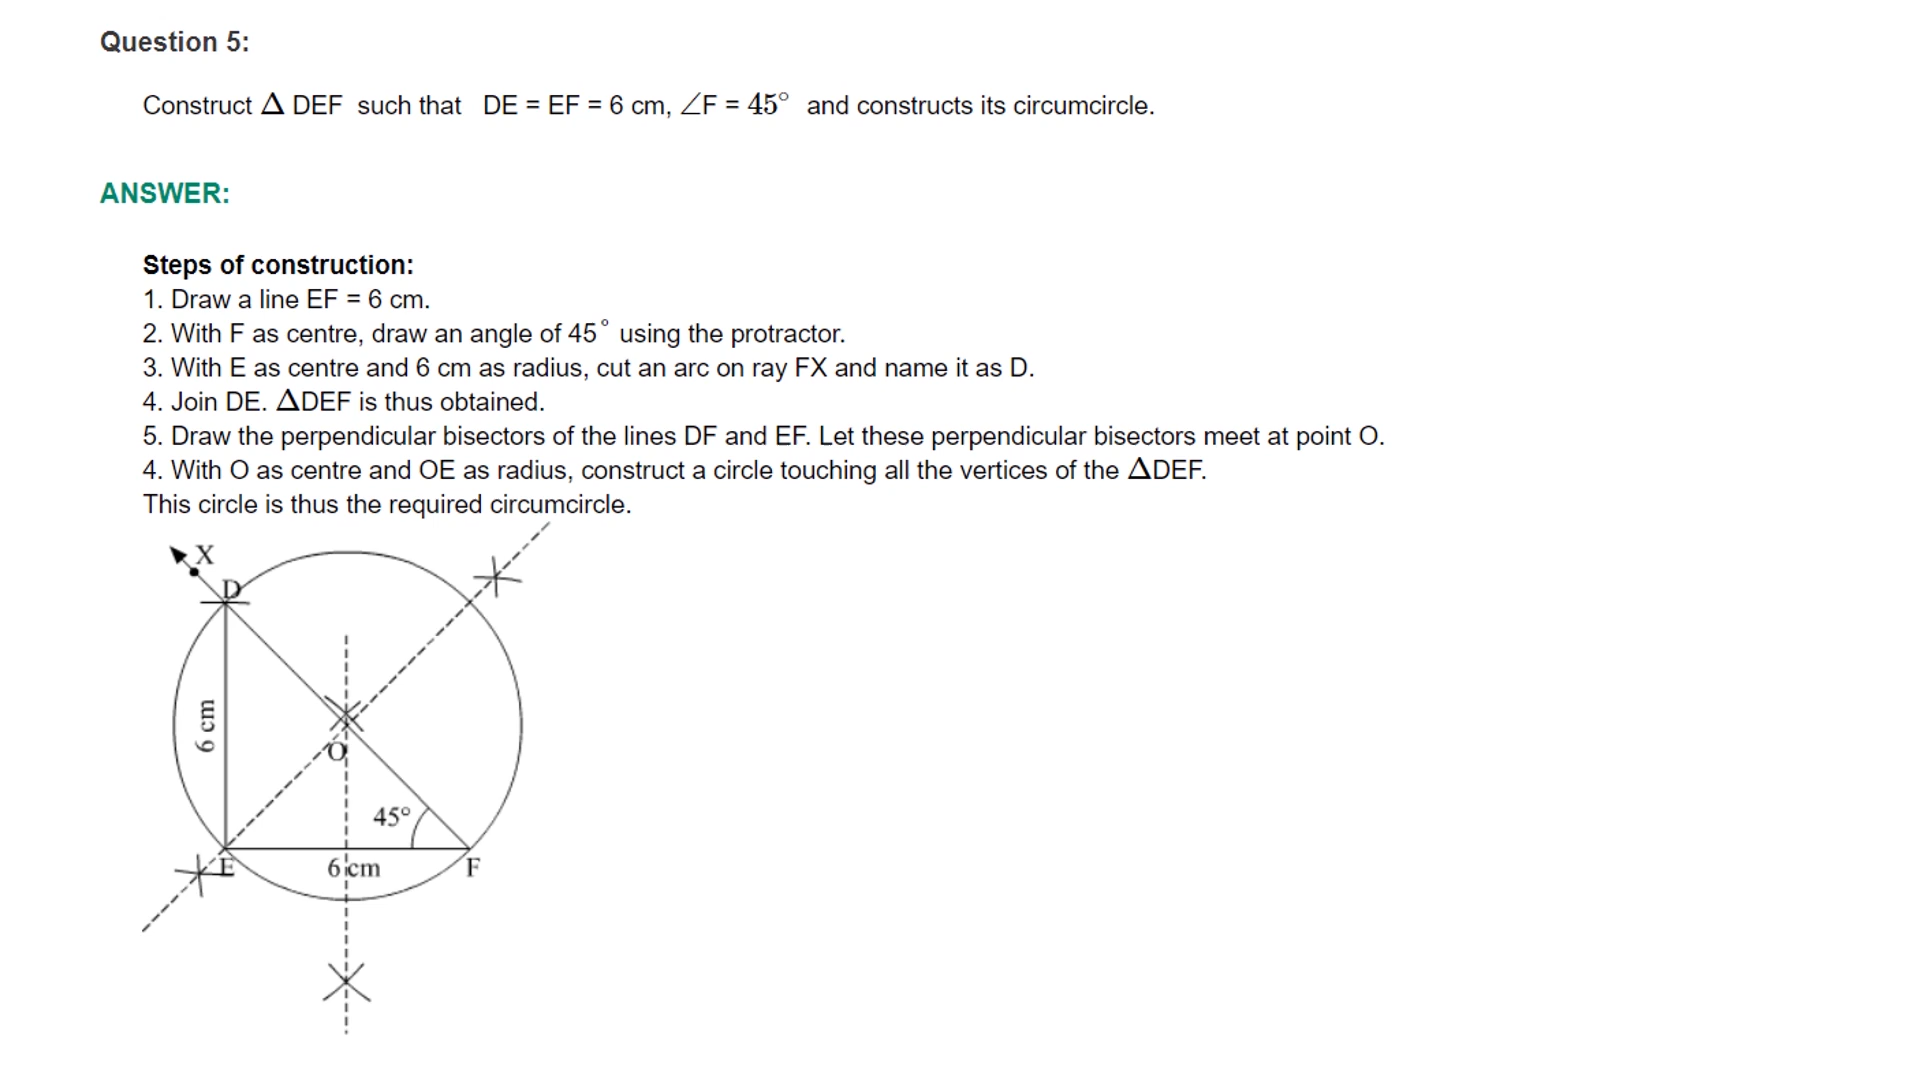 Question 5:
Construct Δ DEF such that DE = EF = 6 cm, ∠F = 45° and constructs its circumcircle.
ANSWER:
Steps of construction:
1. Draw a line EF = 6 cm.
2. With F as centre, draw an angle of 45° using the protractor.
3. With E as centre and 6 cm as radius, cut an arc on ray FX and name it as D.
4. Join DE. ΔDEF is thus obtained.
5. Draw the perpendicular bisectors of the lines DF and EF. Let these perpendicular bisectors meet at point O.
4. With O as centre and OE as radius, construct a circle touching all the vertices of the ΔDEF.
This circle is thus the required circumcircle.
X
D
6 cm
O
45°
E
6 cm
F